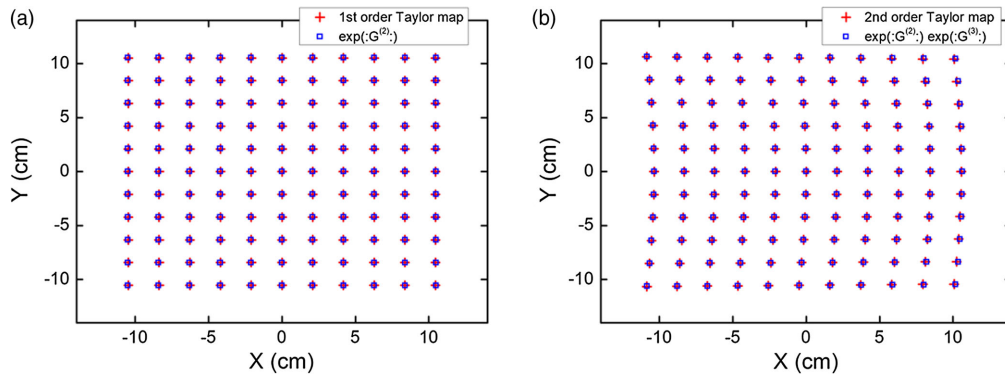 (a)
+ 1st order Taylor map
exp(:G(2):)
10
5
0
-5
-10
Y (cm)
-10
-5
0
5
10
X (cm)
(b)
+ 2nd order Taylor map
exp(:G(2):) exp(:G(3):)
10
5
0
-5
-10
Y (cm)
-10
-5
0
5
10
X (cm)